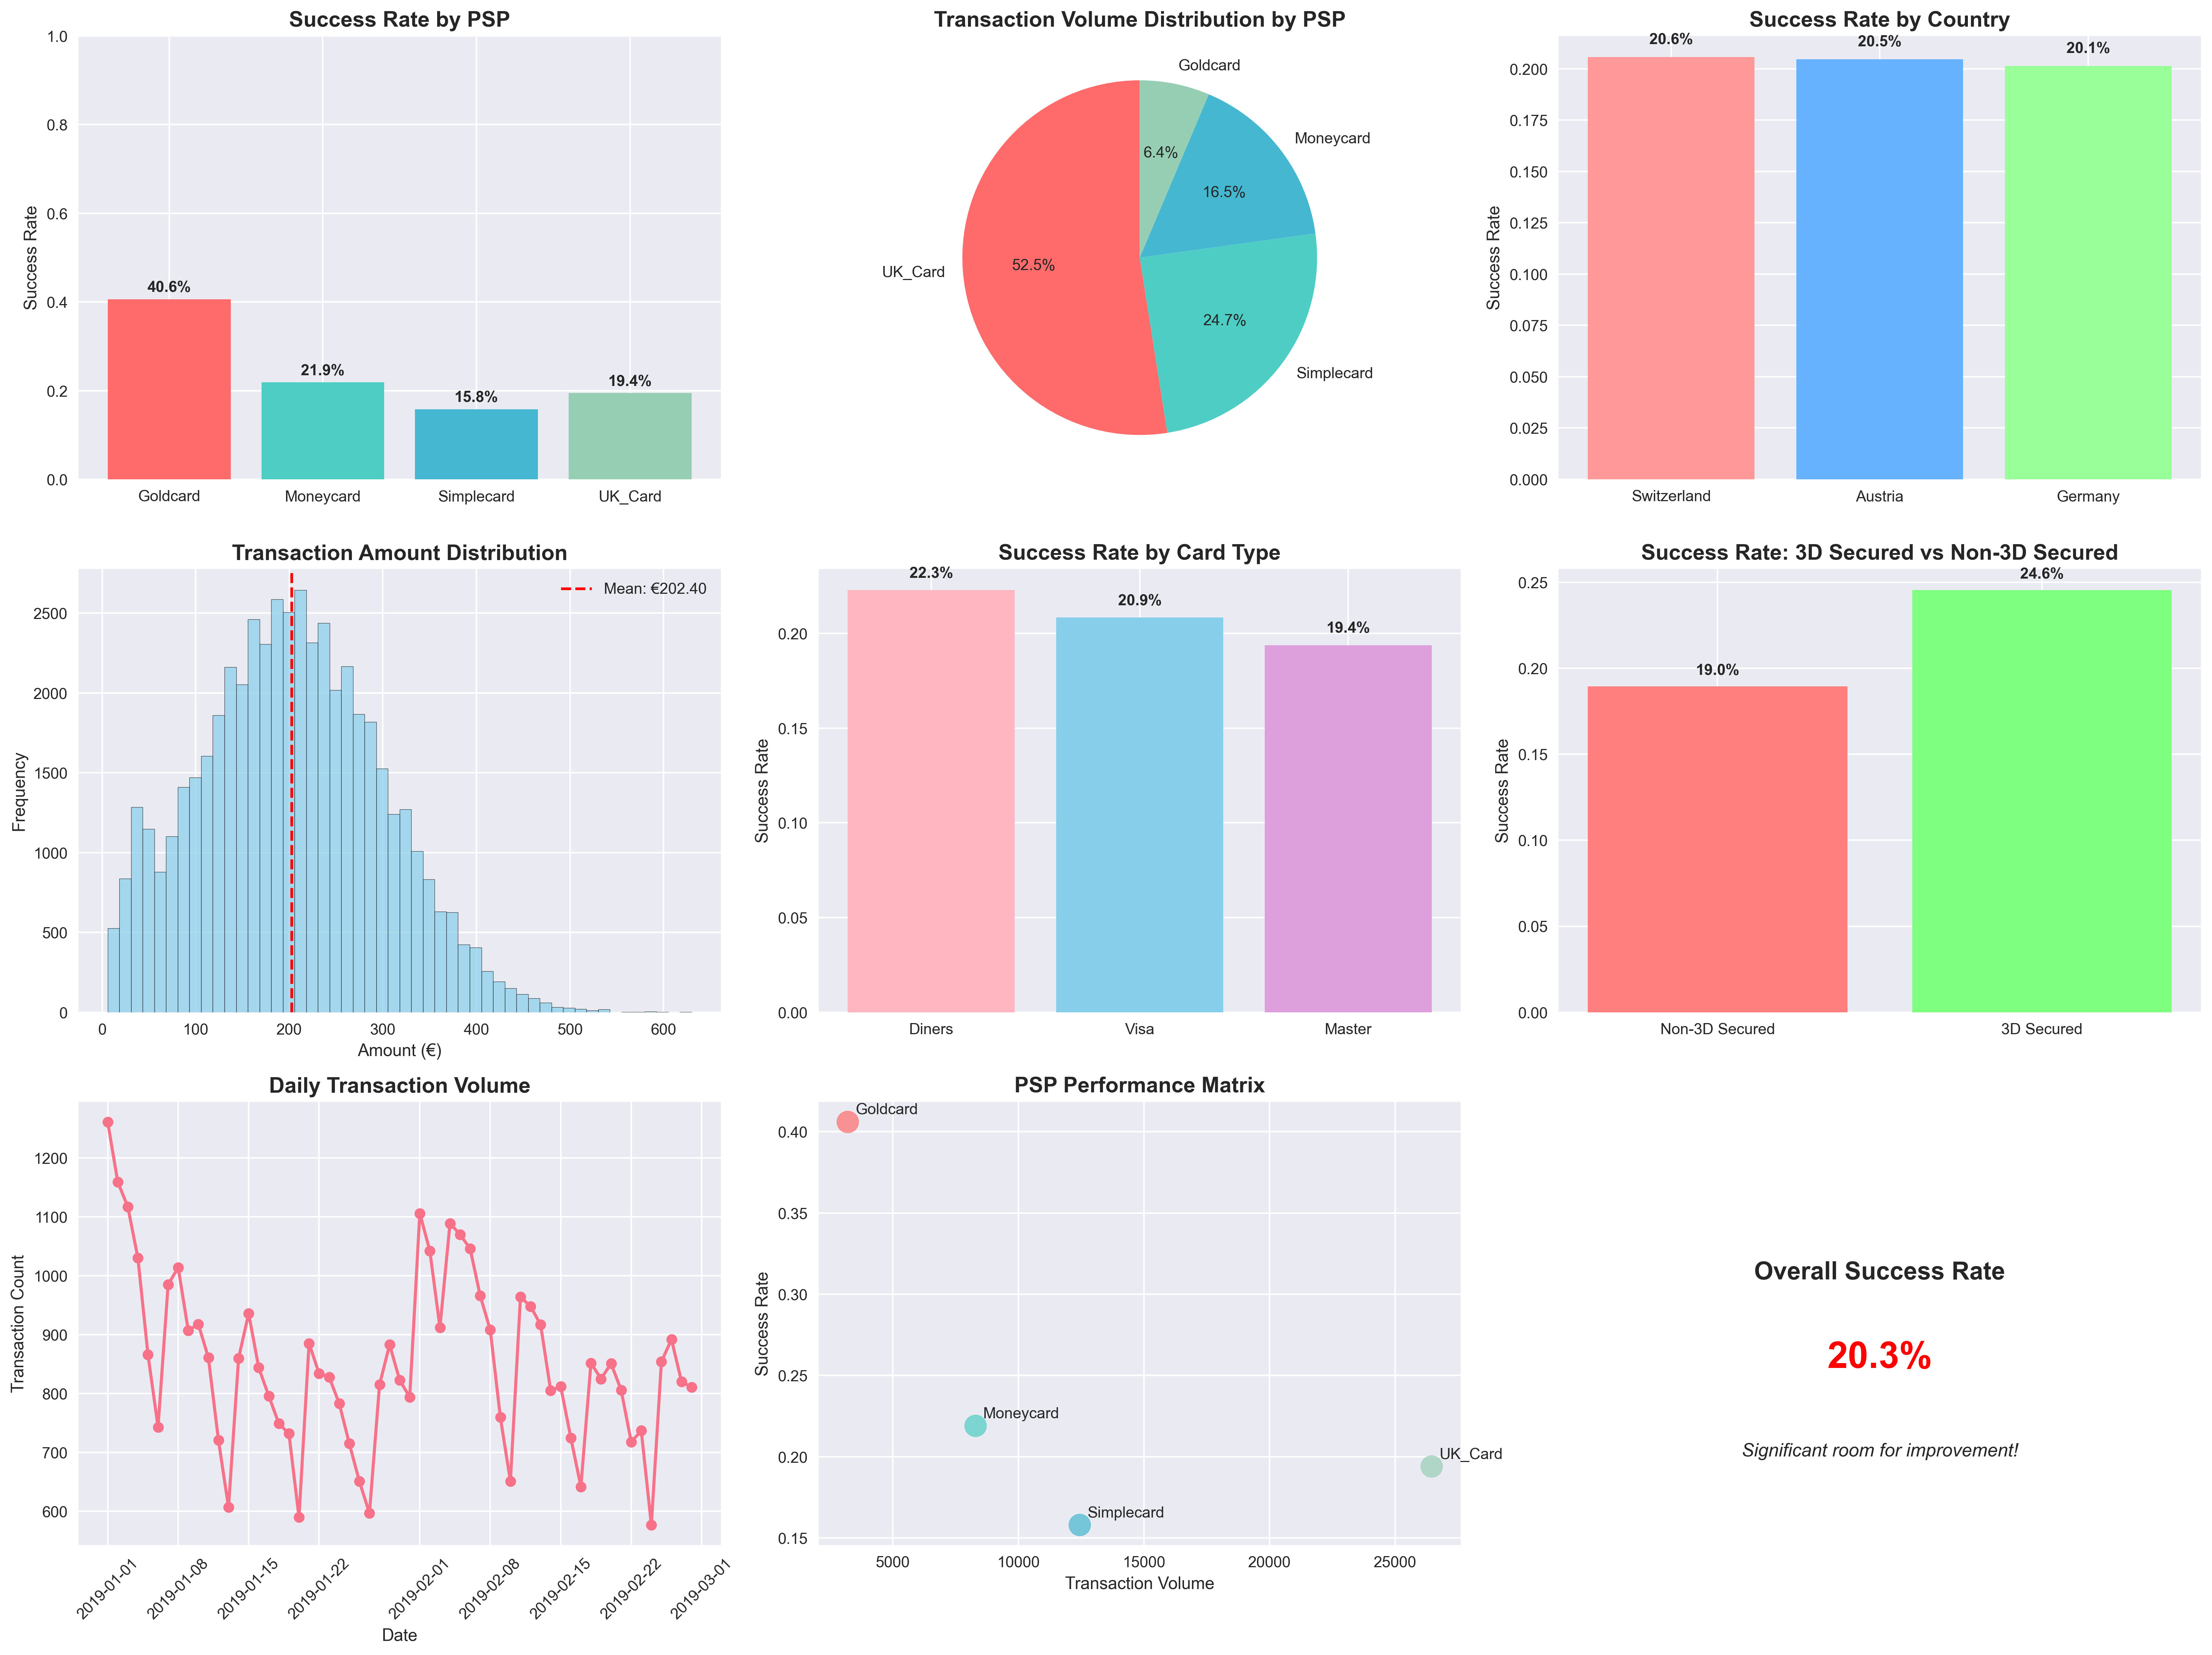 Success Rate by PSP
Success Rate
1.0
0.8
0.6
0.4
0.2
0.0
40.6%
21.9%
15.8%
19.4%
Goldcard
Moneycard
Simplecard
UK_Card
Transaction Volume Distribution by PSP
Goldcard
Moneycard
UK_Card
Simplecard
6.4%
16.5%
52.5%
24.7%
Success Rate by Country
Success Rate
0.200
0.175
0.150
0.125
0.100
0.075
0.050
0.025
0.000
20.6%
20.5%
20.1%
Switzerland
Austria
Germany
Transaction Amount Distribution
Frequency
2500
2000
1500
1000
500
0
Mean: €202.40
0
100
200
300
400
500
600
Amount (€)
Success Rate by Card Type
Success Rate
0.20
0.15
0.10
0.05
0.00
22.3%
20.9%
19.4%
Diners
Visa
Master
Success Rate: 3D Secured vs Non-3D Secured
Success Rate
0.25
0.20
0.15
0.10
0.05
0.00
19.0%
24.6%
Non-3D Secured
3D Secured
Daily Transaction Volume
Transaction Count
1200
1100
1000
900
800
700
600
2019-01-01
2019-01-08
2019-01-15
2019-01-22
2019-02-01
2019-02-08
2019-02-15
2019-02-22
2019-03-01
Date
PSP Performance Matrix
Success Rate
0.40
0.35
0.30
0.25
0.20
0.15
Goldcard
Moneycard
UK_Card
Simplecard
5000
10000
15000
20000
25000
Transaction Volume
Overall Success Rate
20.3%
Significant room for improvement!